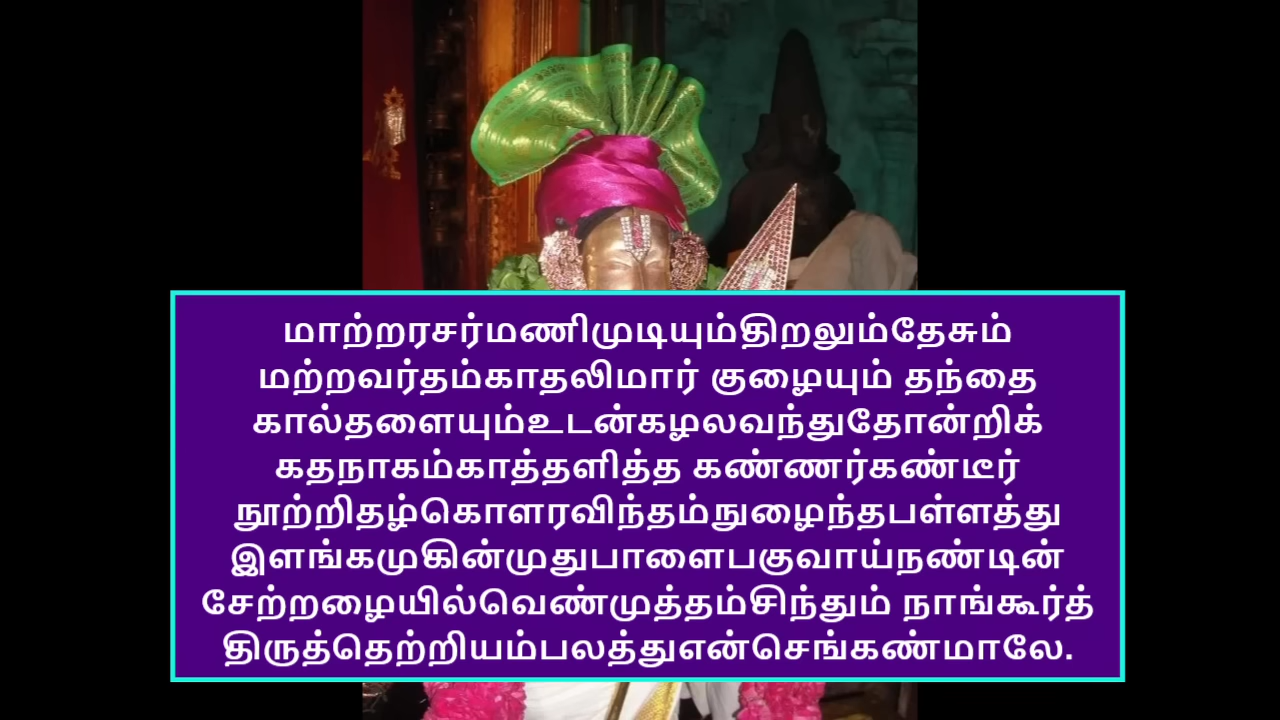 மாற்றரசர்மணிமுடியும்திறலும்தேசும்
மற்றவர்தம்காதலிமார் குழையும் தந்தை
கால்தளையும்உடன்கழலவந்துதோன்றிக்
கதநாகம்காத்தளித்த கண்ணர்கண்டீர்
நூற்றிதழ்கொளரவிந்தம்நுழைந்தபள்ளத்து
இளங்கமுகின்முதுபாளைபகுவாய்நண்டின்
சேற்றழையில்வெண்முத்தம்சிந்தும் நாங்கூர்த்
திருத்தெற்றியம்பலத்துஎன்செங்கண்மாலே.